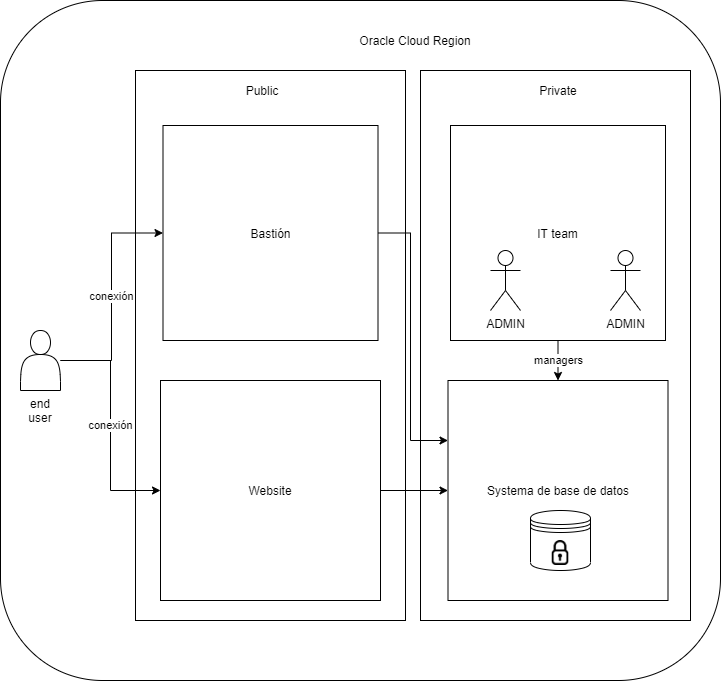 Oracle Cloud Region
Public
Private
Bastión
IT team
ADMIN
ADMIN
conexión
managers
end
user
conexión
Website
Systema de base de datos